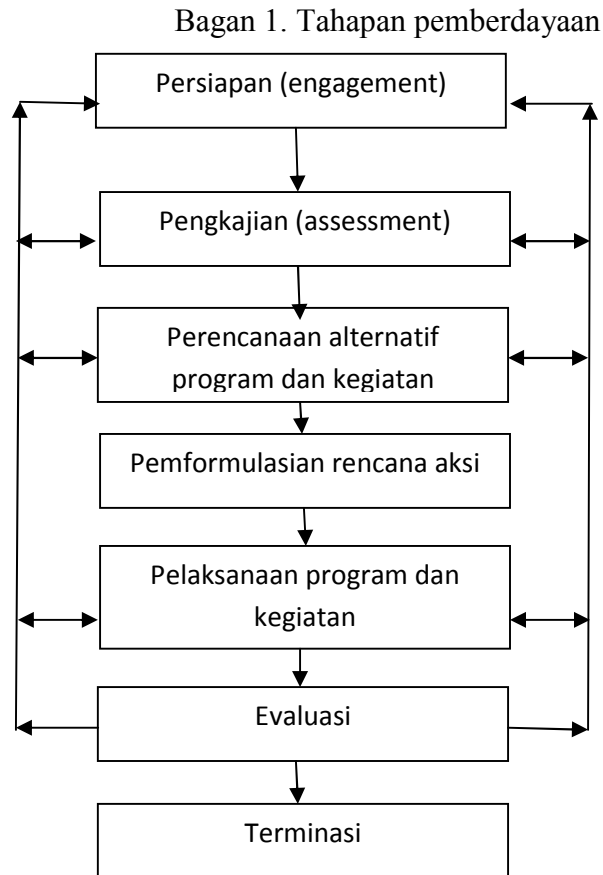 Bagan 1. Tahapan pemberdayaan
Persiapan (engagement)
Pengkajian (assessment)
Perencanaan alternatif
program dan kegiatan
Pemformulasian rencana aksi
Pelaksanaan program dan
kegiatan
Evaluasi
Terminasi